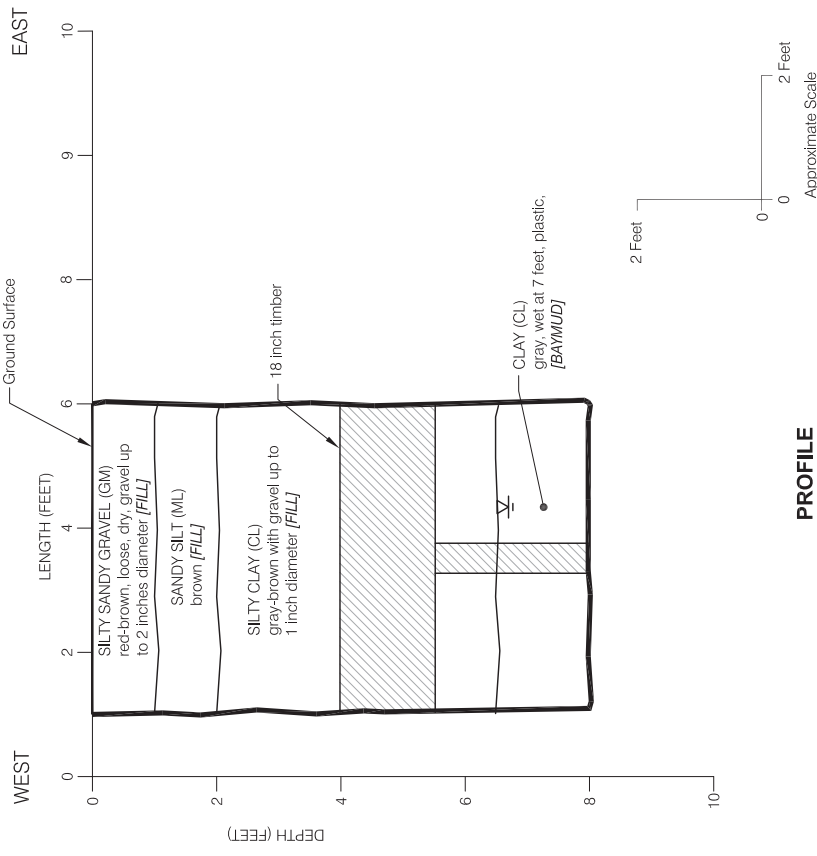 WEST
EAST
LENGTH (FEET)
0
2
4
6
8
9
10
Ground Surface
DEPTH (FEET)
0
2
4
6
8
10
SILTY SANDY GRAVEL (GM)
red-brown, loose, dry, gravel up
to 2 inches diameter [FILL]
SANDY SILT (ML)
brown [FILL]
SILTY CLAY (CL)
gray-brown with gravel up to
1 inch diameter [FILL]
18 inch timber
CLAY (CL)
gray, wet at 7 feet, plastic,
[BAYMUD]
2 Feet
0
0
2 Feet
Approximate Scale
PROFILE